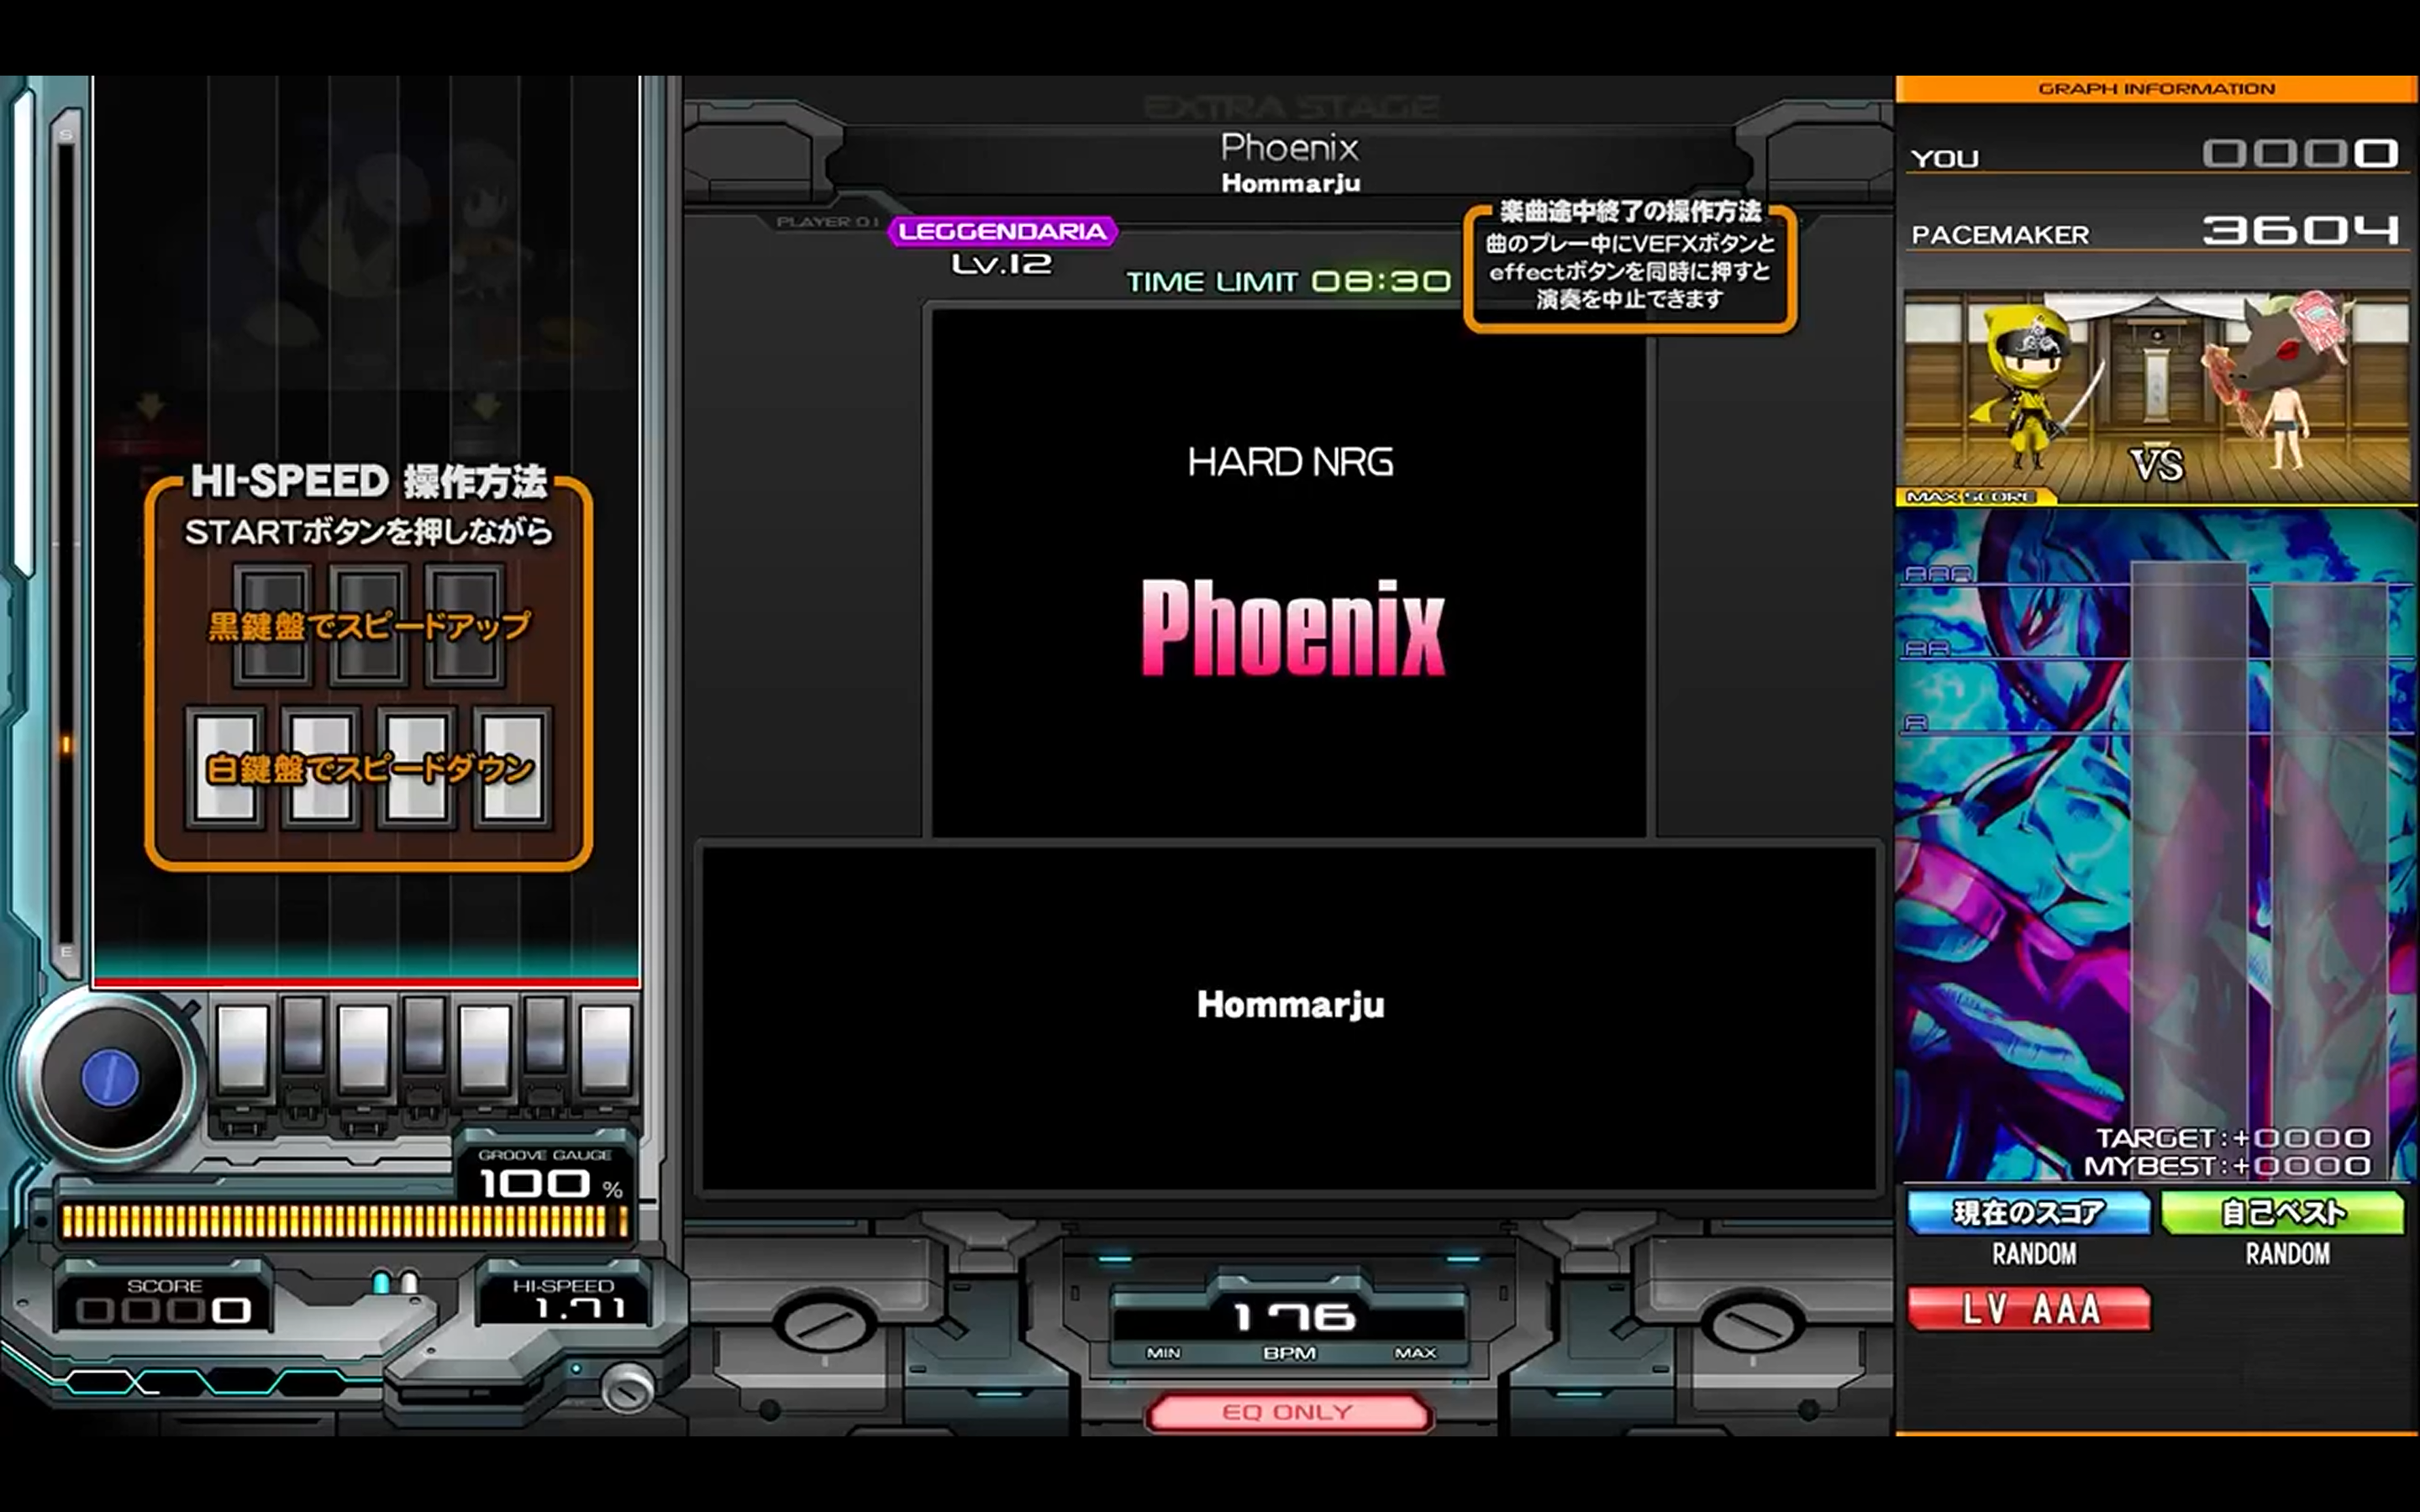 EXTRA STAGE
Phoenix
Hommarju
PLAYER 01
LEGGENDARIA
Lv.12
TIME LIMIT 08:30
楽曲途中終了の操作方法
曲のプレー中にVEFXボタンと
effectボタンを同時に押すと
演奏を中止できます
S
E
HI-SPEED 操作方法
STARTボタンを押しながら
黒鍵盤でスピードアップ
白鍵盤でスピードダウン
HARD NRG
Phoenix
Hommarju
GROOVE GAUGE
100 %
SCORE
0000
HI-SPEED
1.71
176
MIN BPM MAX
EQ ONLY
GRAPH INFORMATION
YOU 0000
PACEMAKER 3604
VS
MAX SCORE
AAA
AA
A
TARGET:+0000
MYBEST:+0000
現在のスコア 自己ベスト
RANDOM RANDOM
LV AAA